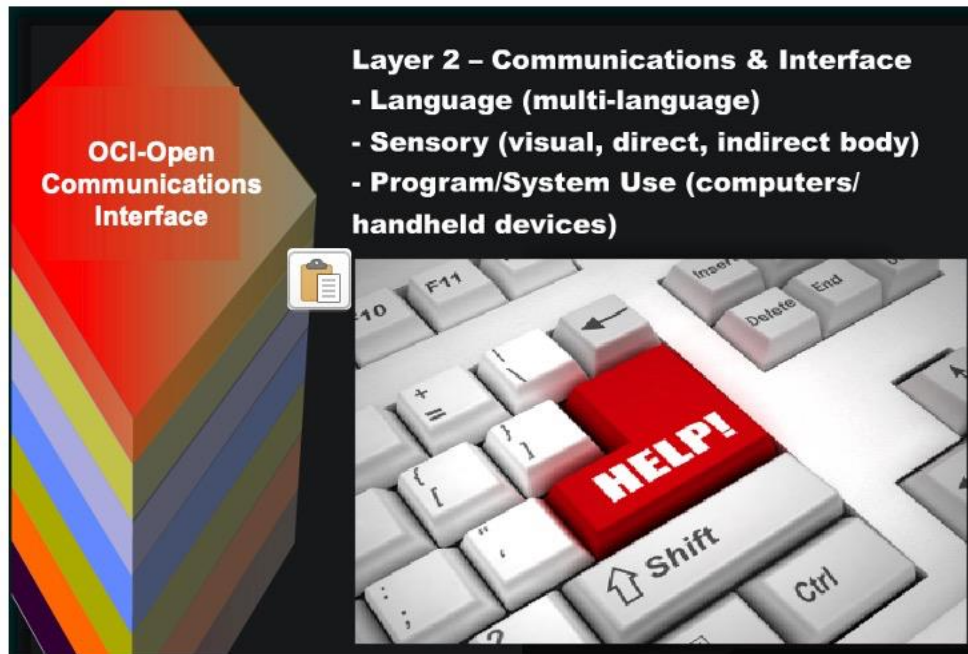 OCI-Open
Communications
Interface
Layer 2 – Communications & Interface
- Language (multi-language)
- Sensory (visual, direct, indirect body)
- Program/System Use (computers/
handheld devices)
F10
F11
Insert
Delete
End
+
=
|
\
}
]
{
[
"
'
:
;
HELP!
Shift
Ctrl